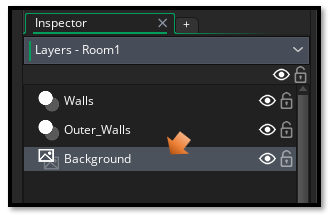 Inspector
Layers - Room1
Walls
Outer_Walls
Background